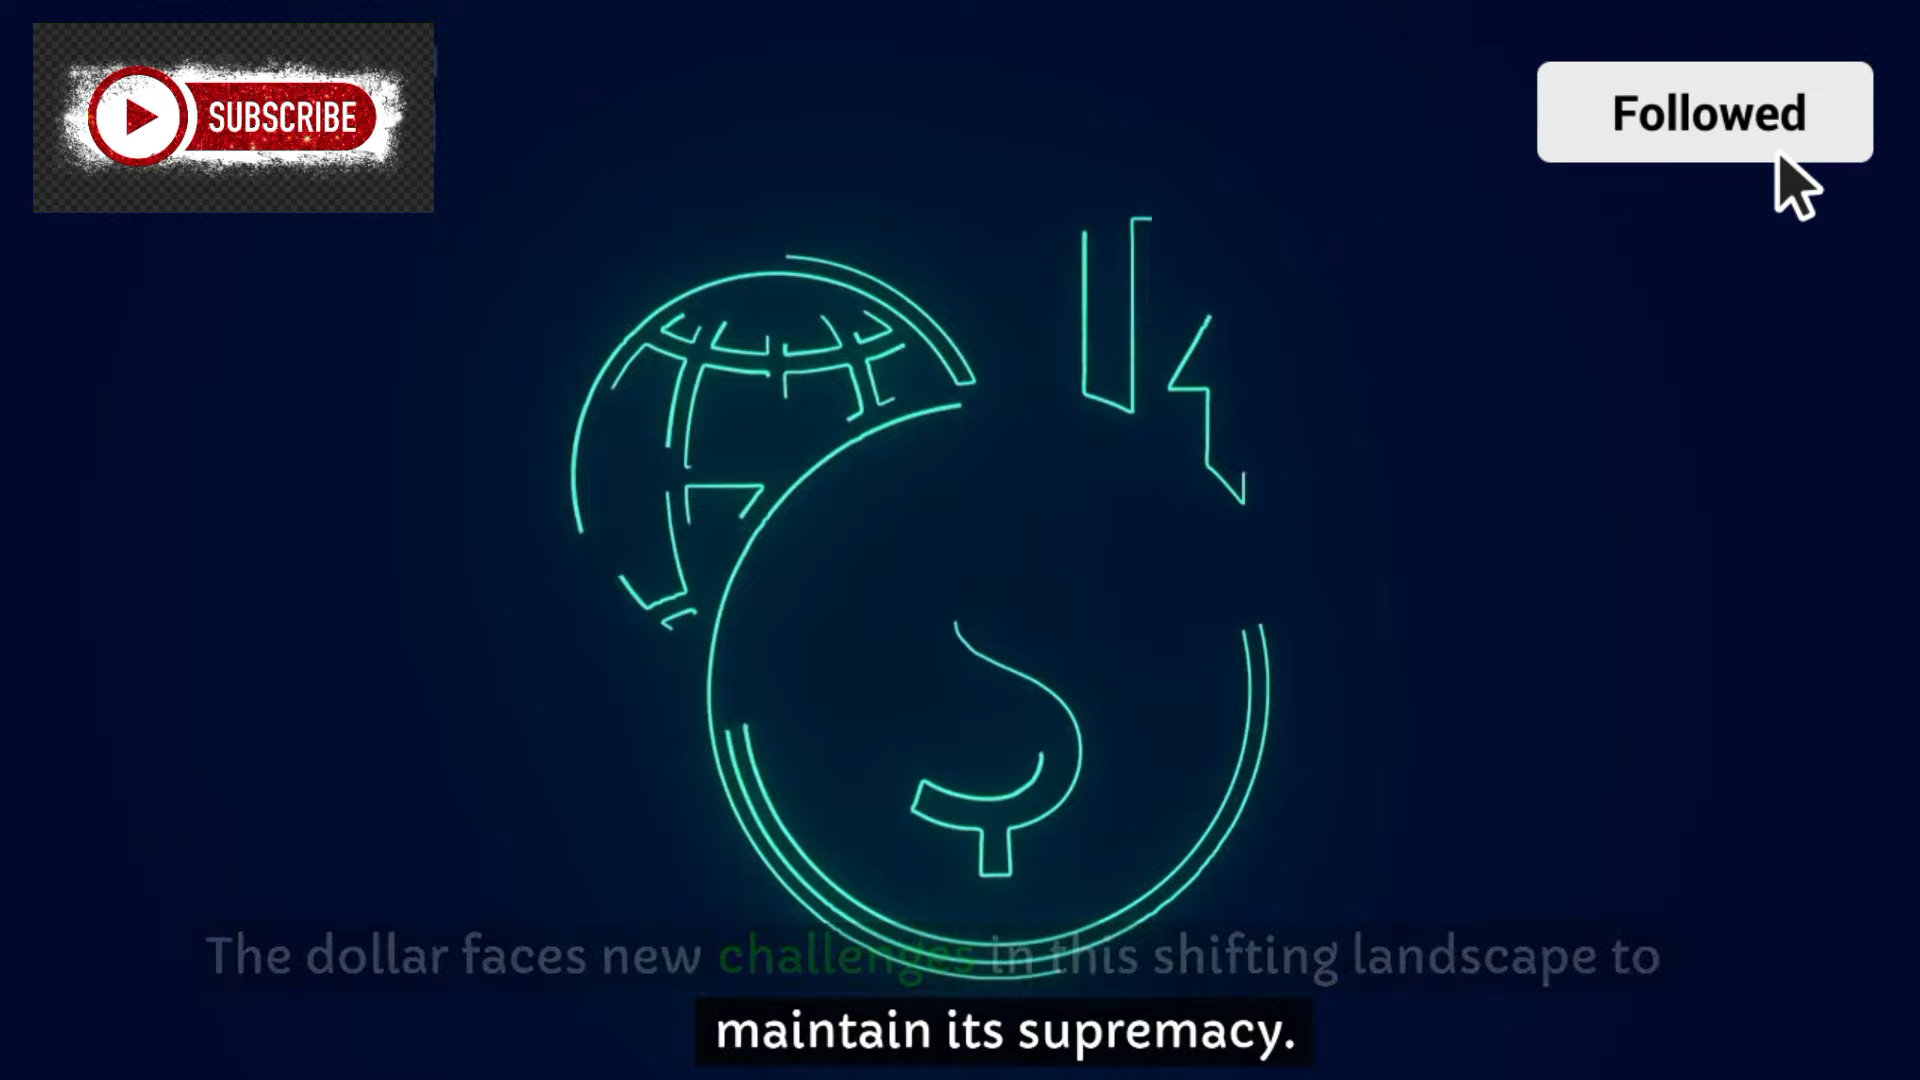 SUBSCRIBE
Followed
The dollar faces new challenges in this shifting landscape to
maintain its supremacy.